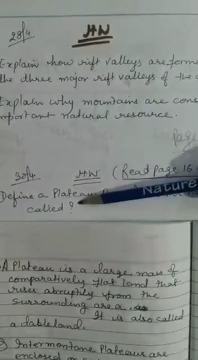 28/4 HW
Explain how rift valleys are forme
the three major rift valleys of the
Explain why mountains are cons
mportant natural resource.
30/4 HW (Read page 16
Define a Plateau
called?
Nature
A Plateau is a large mass of
comparatively flat land that
rises abruptly from the
surrounding area.
It is also called
a tableland.
Intermontane Plateaus are
enclosed